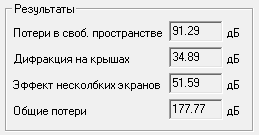 Результаты
Потери в своб. пространстве 91.29 дБ
Дифракция на крышах 34.89 дБ
Эффект несколбких экранов 51.59 дБ
Общие потери 177.77 дБ